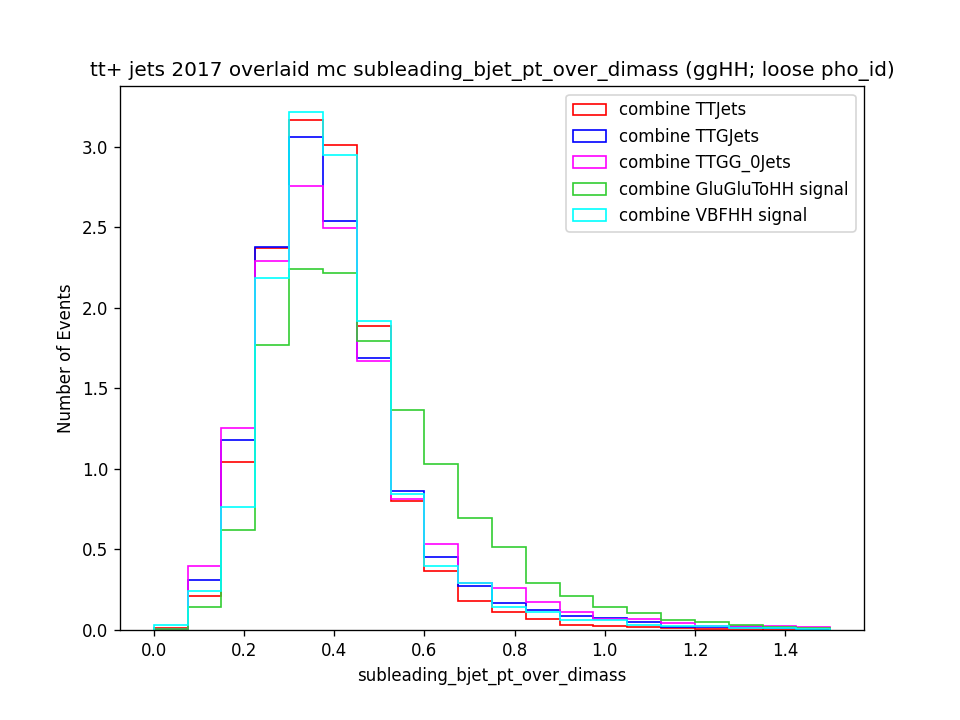 tt+ jets 2017 overlaid mc subleading_bjet_pt_over_dimass (ggHH; loose pho_id)
combine TTJets
combine TTGJets
combine TTGG_0Jets
combine GluGluToHH signal
combine VBFHH signal
Number of Events
3.0
2.5
2.0
1.5
1.0
0.5
0.0
0.0 0.2 0.4 0.6 0.8 1.0 1.2 1.4
subleading_bjet_pt_over_dimass